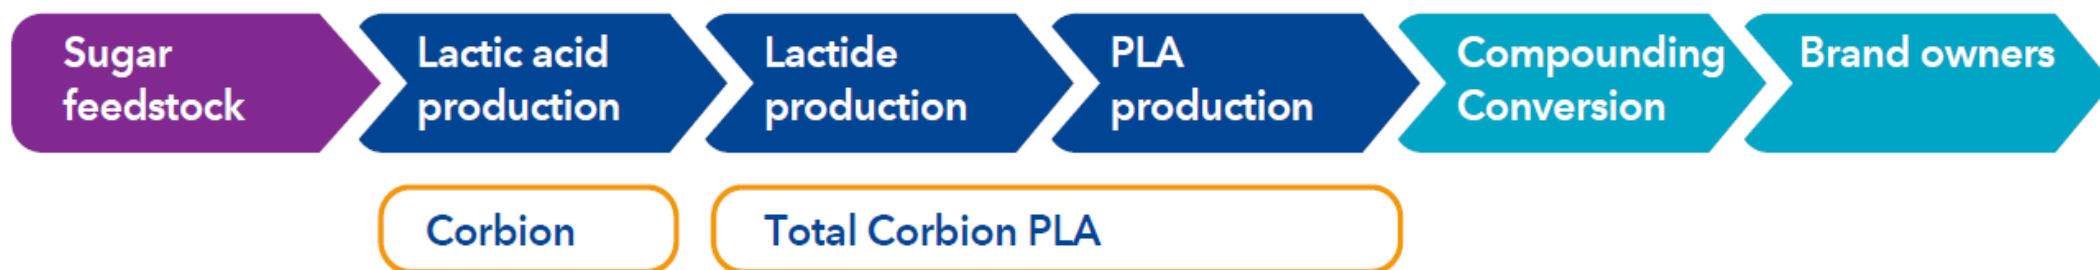 Sugar
feedstock
Lactic acid
production
Lactide
production
PLA
production
Compounding
Conversion
Brand owners
Corbion
Total Corbion PLA